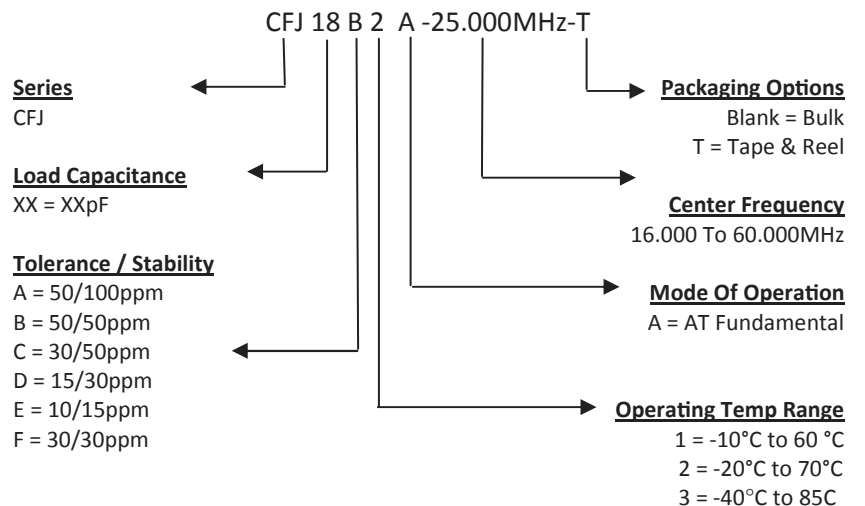 CFJ 18 B 2 A -25.000MHz-T
Series
CFJ
Load Capacitance
XX = XXpF
Tolerance / Stability
A = 50/100ppm
B = 50/50ppm
C = 30/50ppm
D = 15/30ppm
E = 10/15ppm
F = 30/30ppm
Packaging Options
Blank = Bulk
T = Tape & Reel
Center Frequency
16.000 To 60.000MHz
Mode Of Operation
A = AT Fundamental
Operating Temp Range
1 = -10°C to 60 °C
2 = -20°C to 70°C
3 = -40°C to 85C